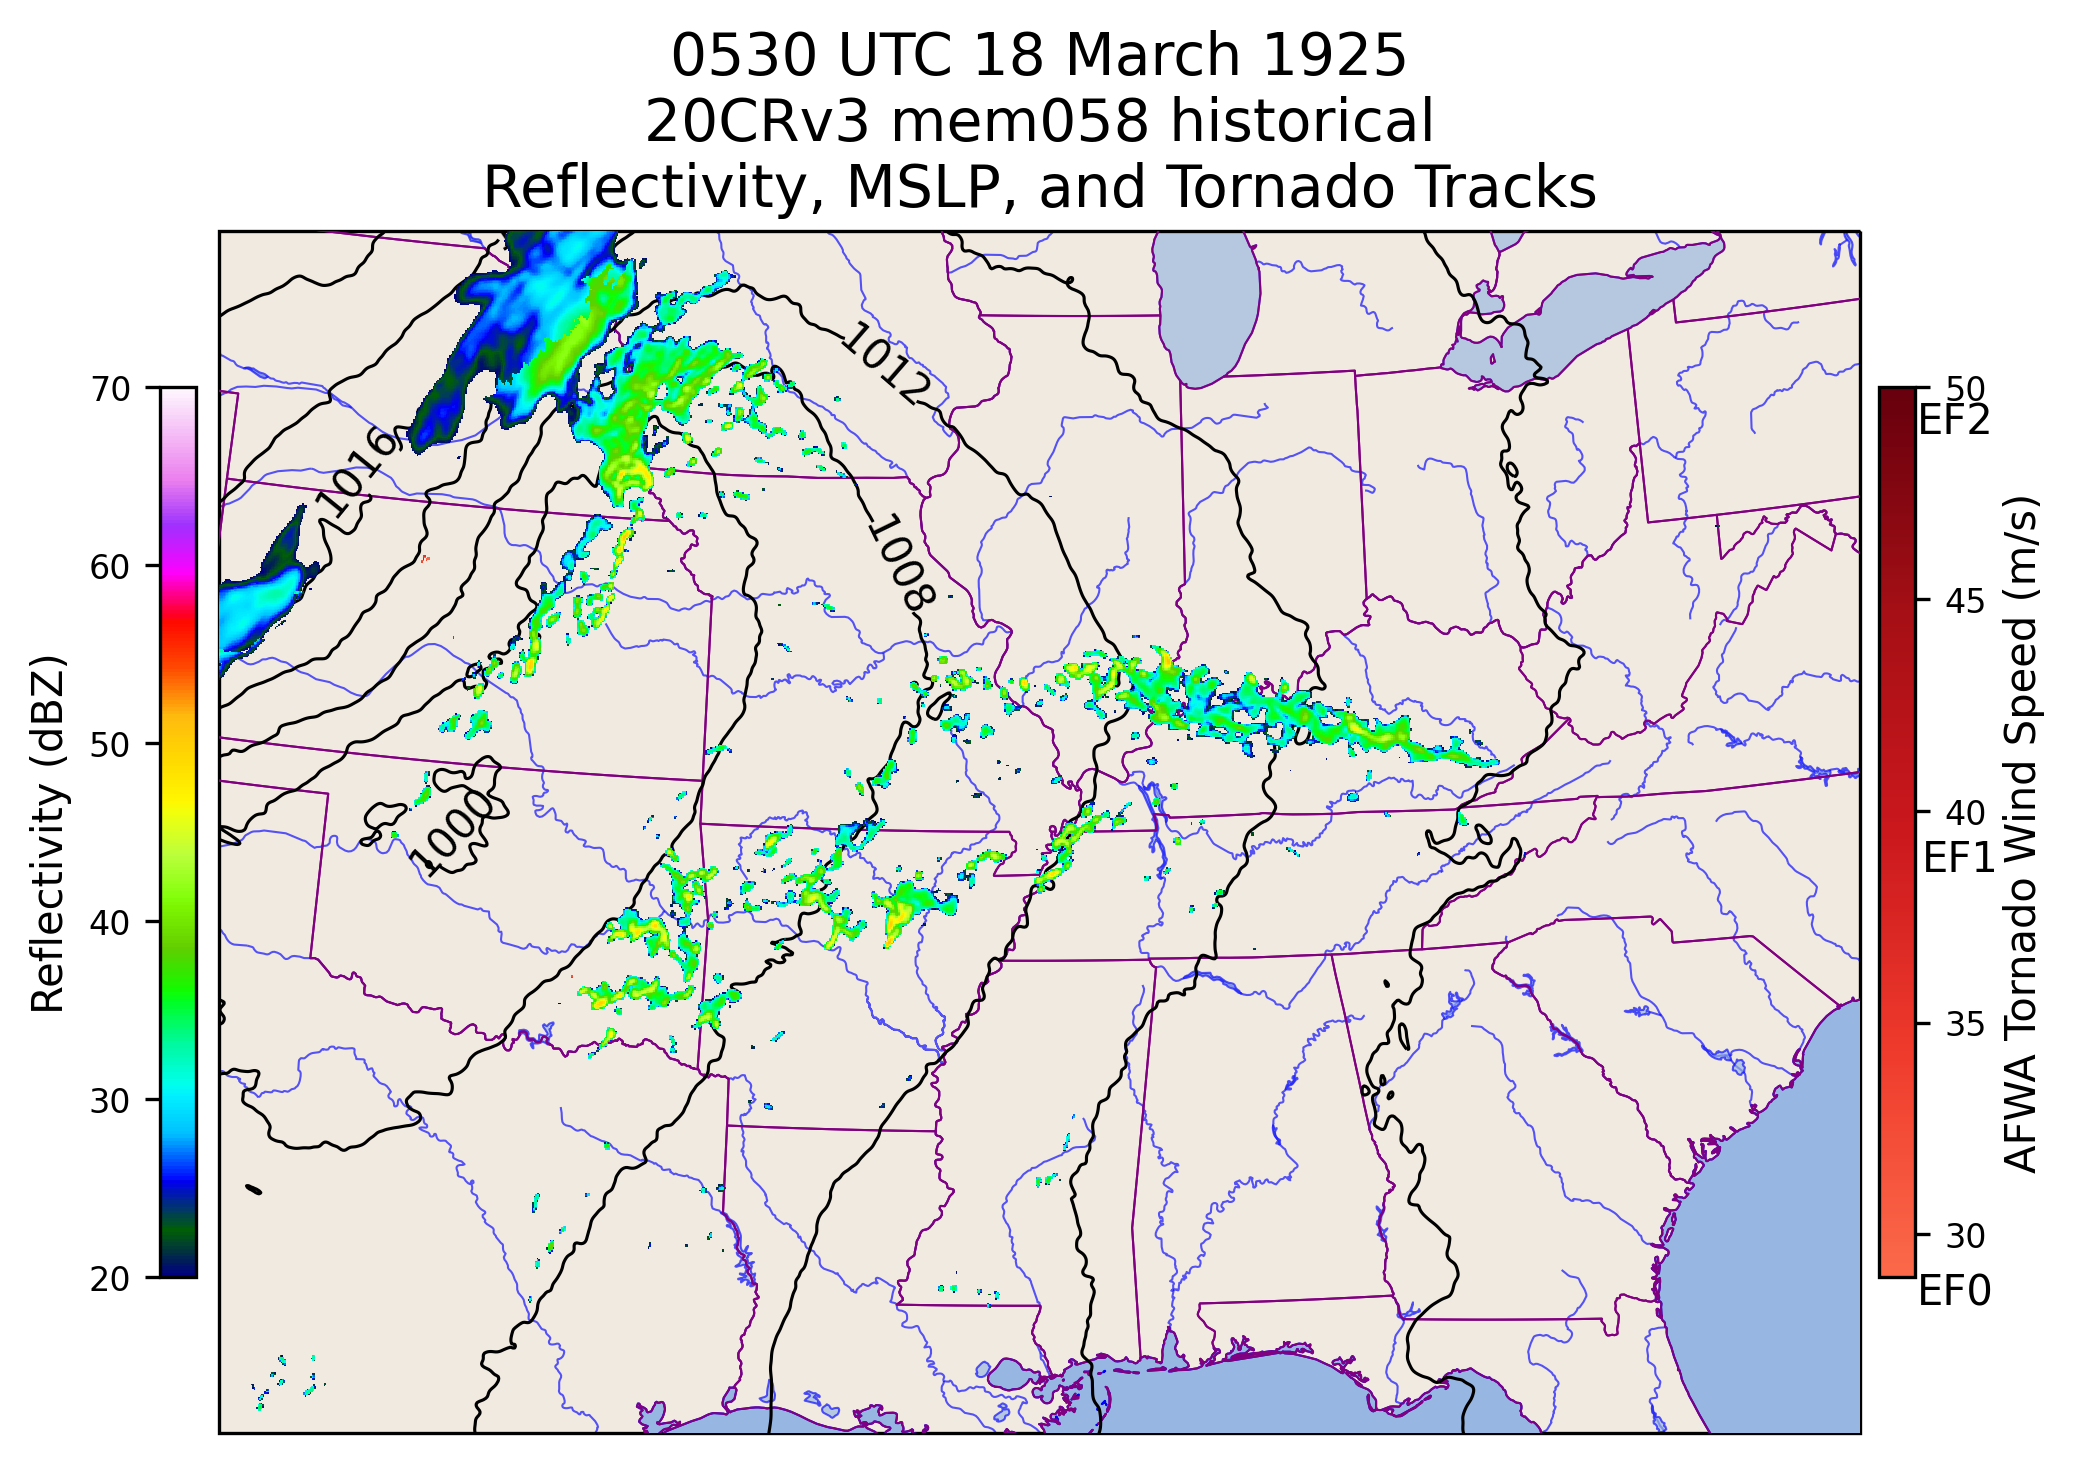 0530 UTC 18 March 1925
20CRv3 mem058 historical
Reflectivity, MSLP, and Tornado Tracks
1012
1016
1008
1000
70
60
50
40
30
20
Reflectivity (dBZ)
50
EF2
45
40
EF1
35
30
EF0
AFWA Tornado Wind Speed (m/s)